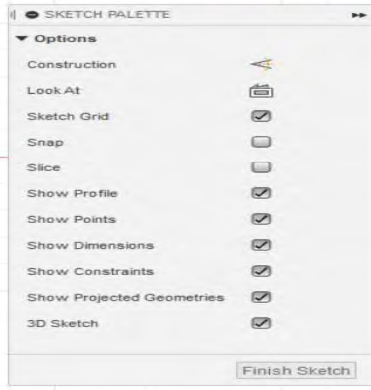 SKETCH PALETTE
Options
Construction
Look At
Sketch Grid
Snap
Slice
Show Profile
Show Points
Show Dimensions
Show Constraints
Show Projected Geometries
3D Sketch
Finish Sketch